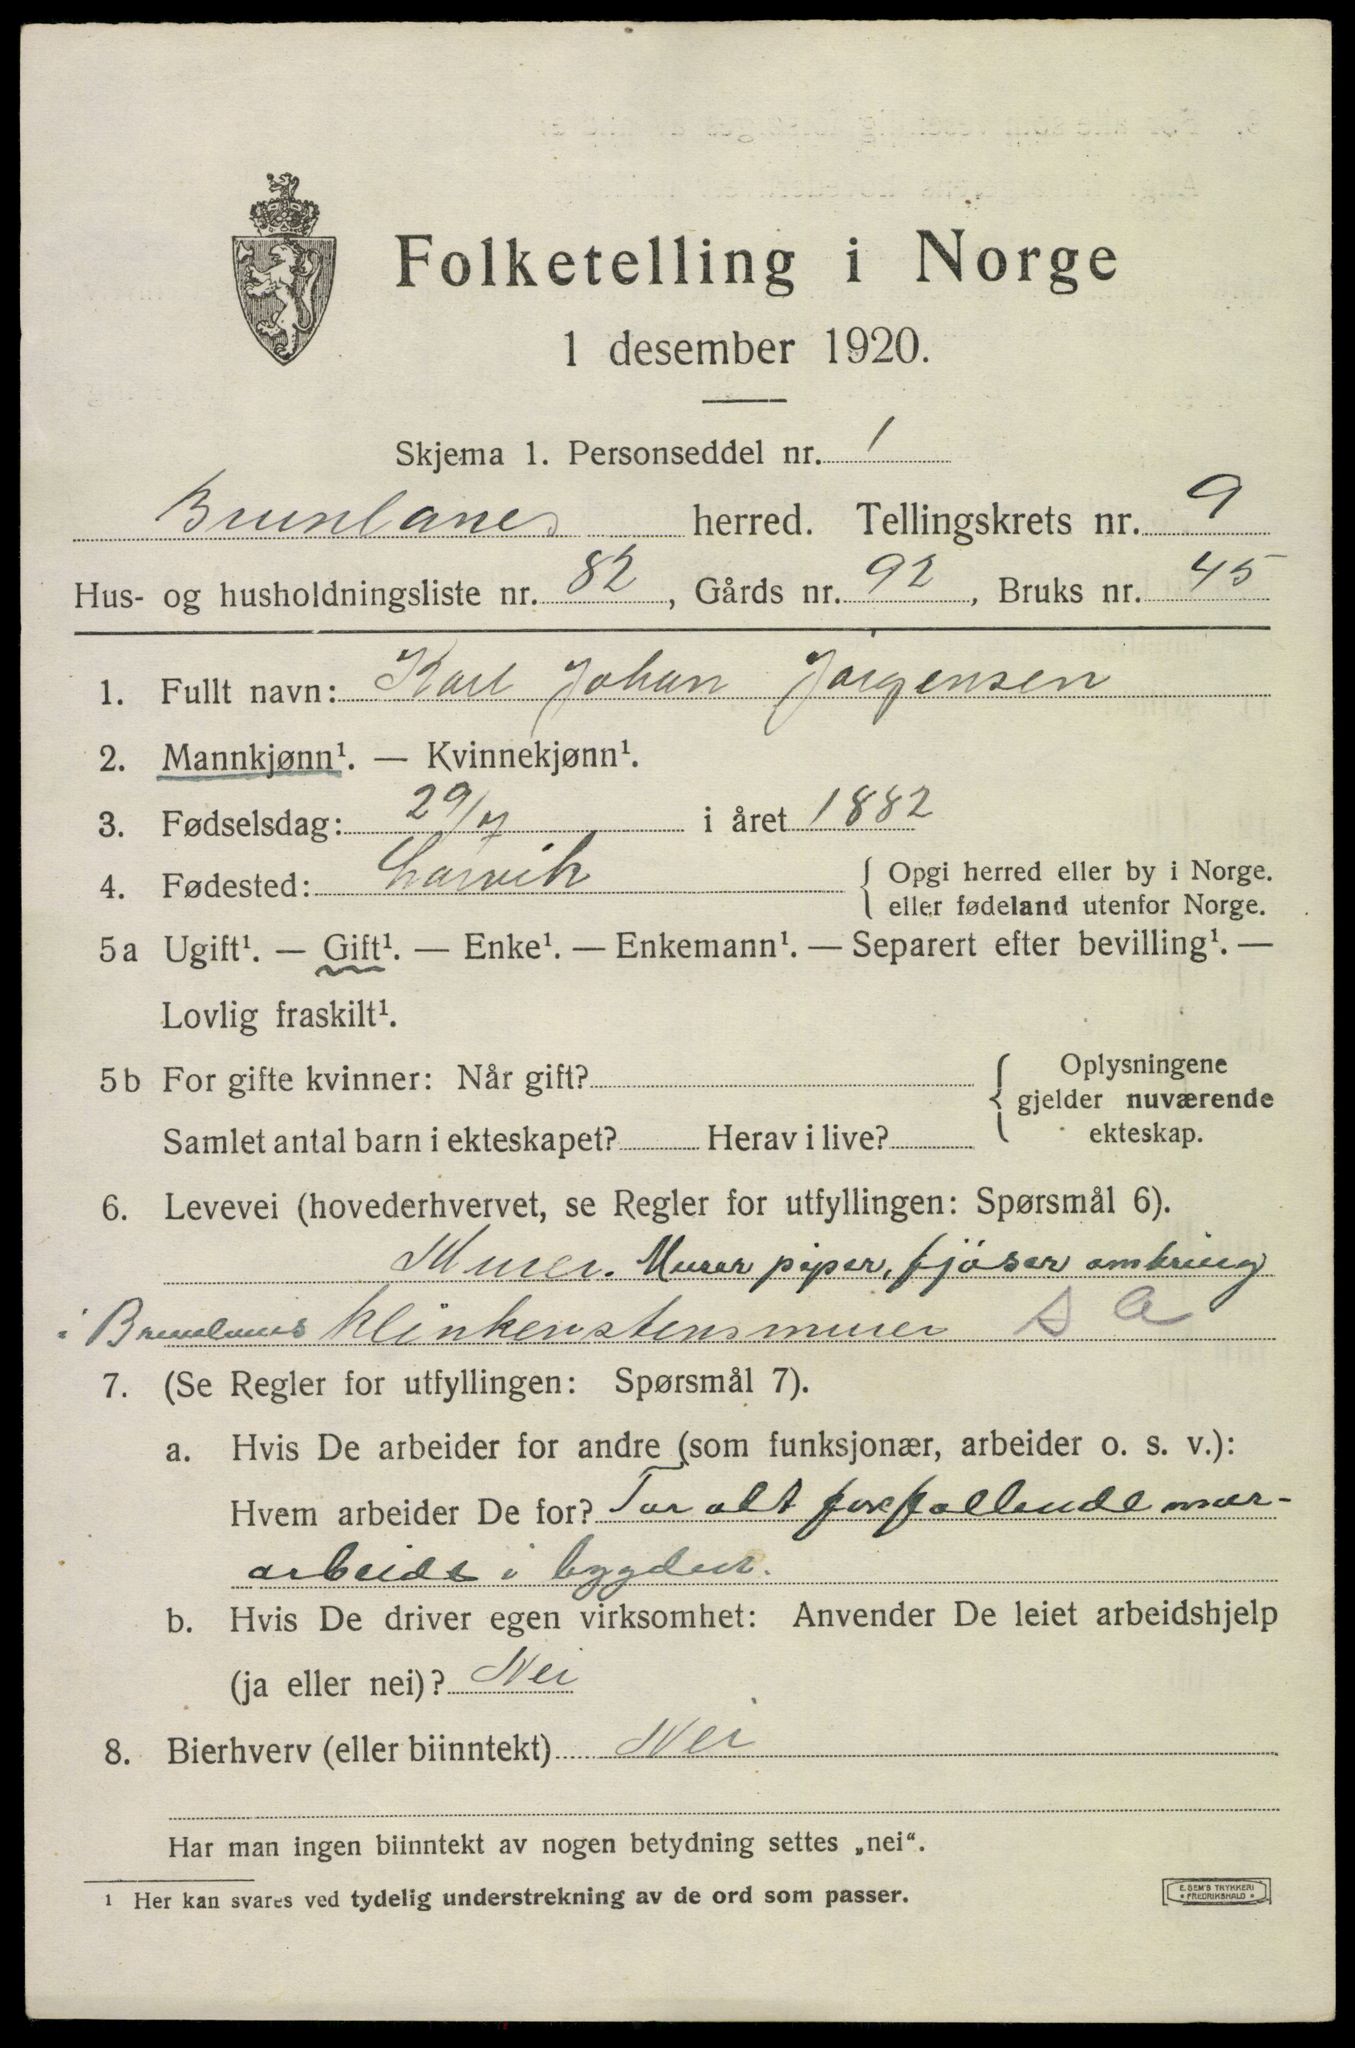 Folketelling i Norge
1 desember 1920.
Skjema 1. Personseddel nr. 1
Brunlanes herred. Tellingskrets nr. 9
Hus- og husholdningsliste nr. 82, Gårds nr. 92, Bruks nr. 45
1. Fullt navn: Karl Johan Jørgensen
2. Mannkjønn¹. — Kvinnekjønn¹.
3. Fødselsdag: 29/7 i året 1882
4. Fødested: Larvik { Opgi herred eller by i Norge.
eller fødeland utenfor Norge.
5a Ugift¹. — Gift¹. — Enke¹. — Enkemann¹. — Separert efter bevilling¹. —
Lovlig fraskilt¹.
5b For gifte kvinner: Når gift? { Oplysningene
gjelder nuværende
ekteskap.
Samlet antal barn i ekteskapet? Herav i live?
6. Levevei (hovederhvervet, se Regler for utfyllingen: Spørsmål 6).
Murer. Murer piper, fjøser omkring
i Brunlanes klinkenstensmurer S A
7. (Se Regler for utfyllingen: Spørsmål 7).
a. Hvis De arbeider for andre (som funksjonær, arbeider o. s. v.):
Hvem arbeider De for? Tar alt forfallende mur-
arbeide i bygden.
b. Hvis De driver egen virksomhet: Anvender De leiet arbeidshjelp
(ja eller nei)? Nei
8. Bierhverv (eller biinntekt) Nei
Har man ingen biinntekt av nogen betydning settes „nei“.
¹ Her kan svares ved tydelig understrekning av de ord som passer.
E. SEM'S TRYKKERI
FREDRIKSHALD